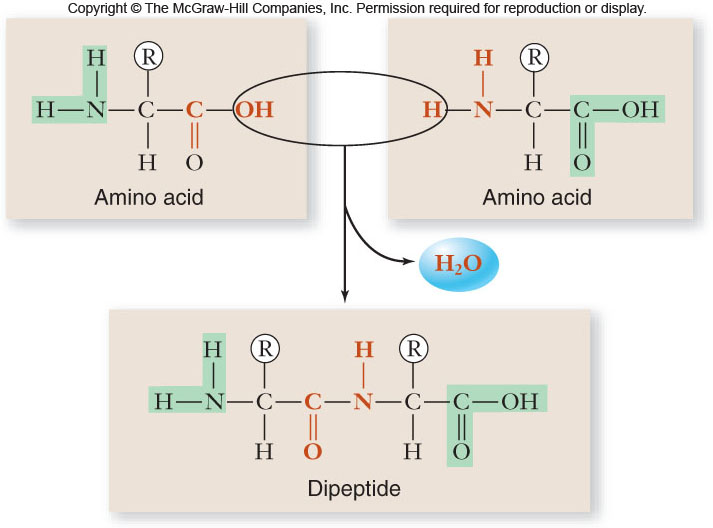 Copyright © The McGraw-Hill Companies, Inc. Permission required for reproduction or display.
H R H R
H—N—C—C—OH H—N—C—C—OH
H O H O
Amino acid Amino acid
H₂O
H R H R
H—N—C—C—N—C—C—OH
H O H O
Dipeptide